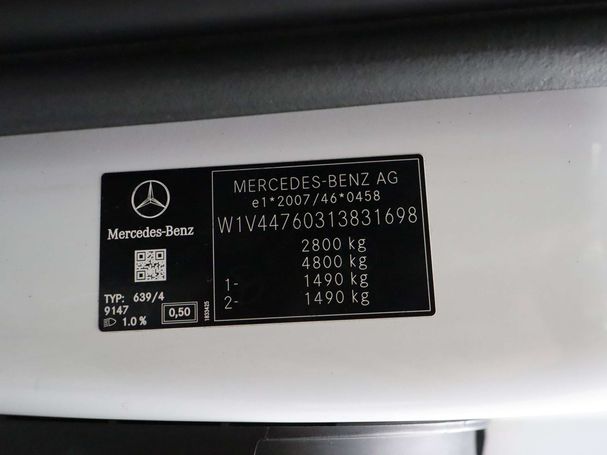 Mercedes-Benz
TYP: 639/4
9147
1.0 %
0,50
1833425
MERCEDES-BENZ AG
e1*2007/46*0458
W1V44760313831698
2800 kg
4800 kg
1- 1490 kg
2- 1490 kg